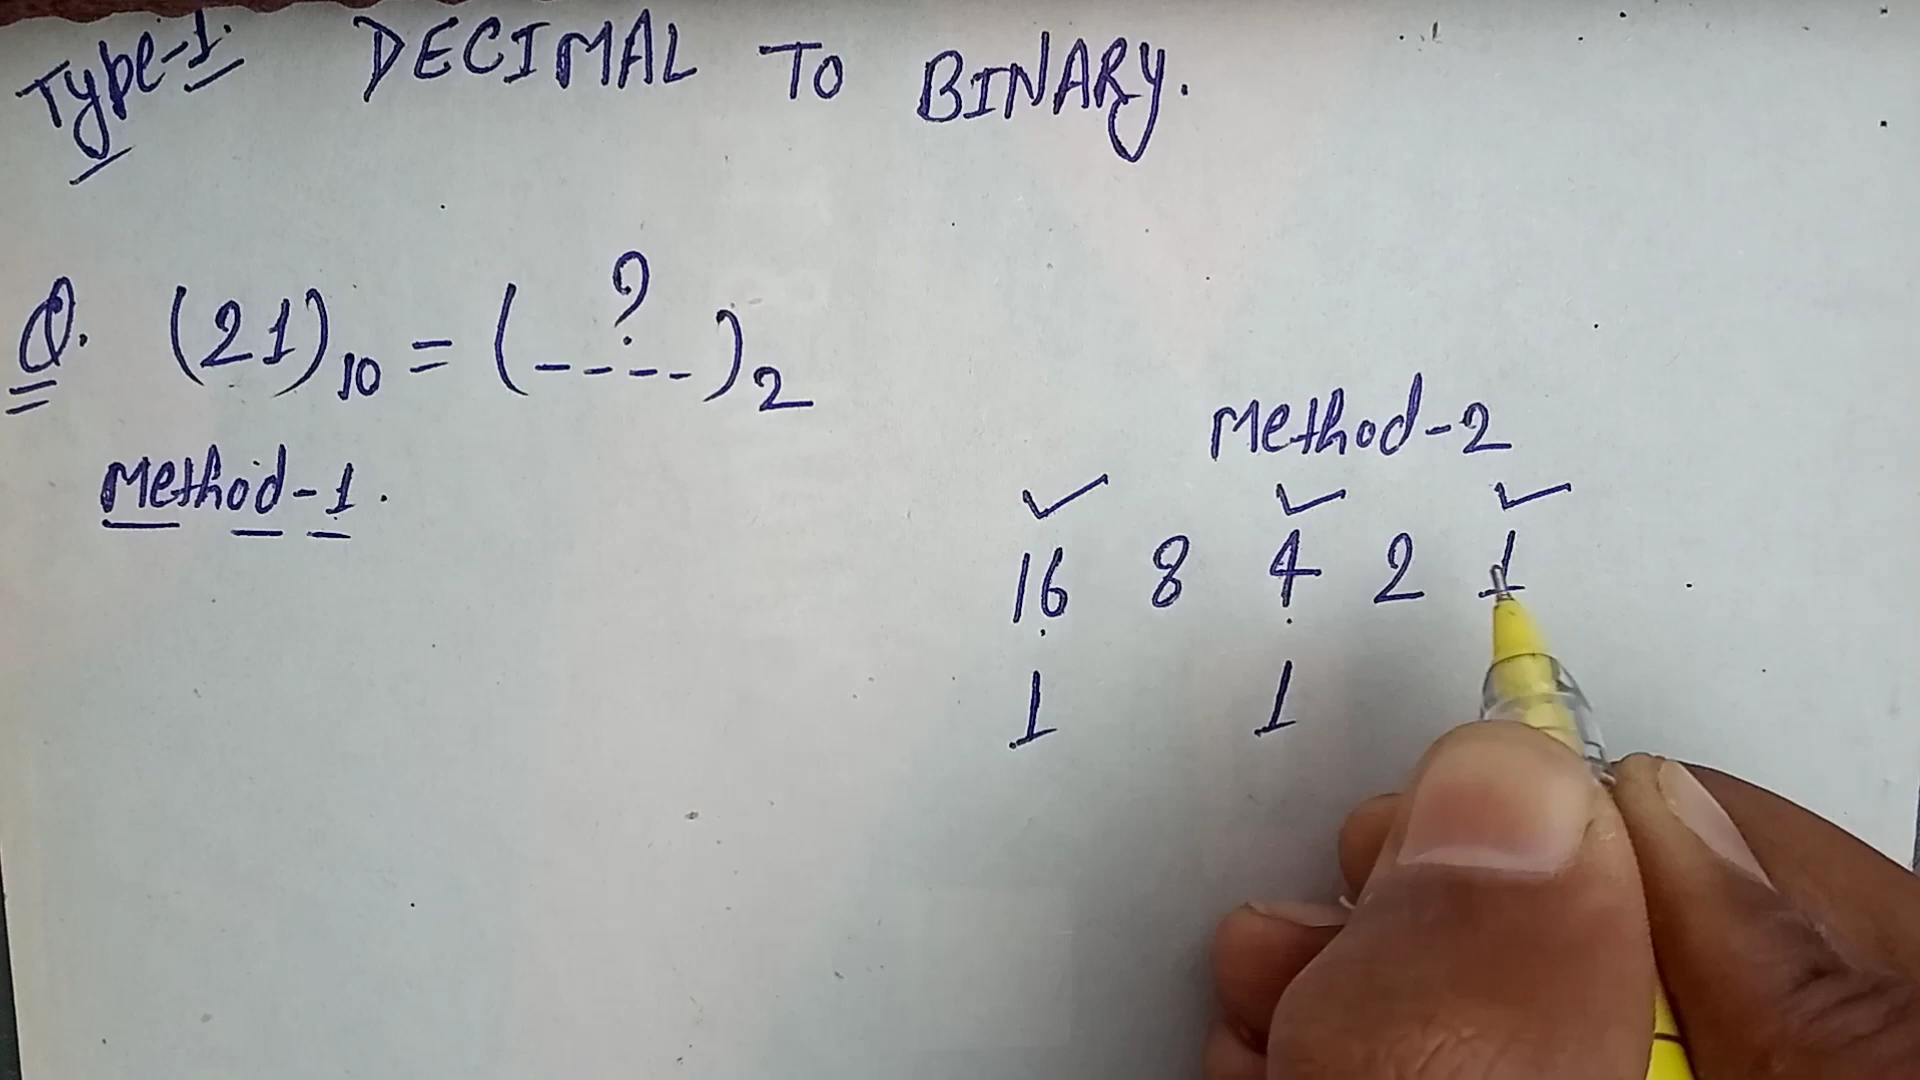 Type-1. DECIMAL TO BINARY.
Q. (21)10 = (----?)2
Method-1.
Method-2
✓ ✓ ✓
16 8 4 2 1
1 1